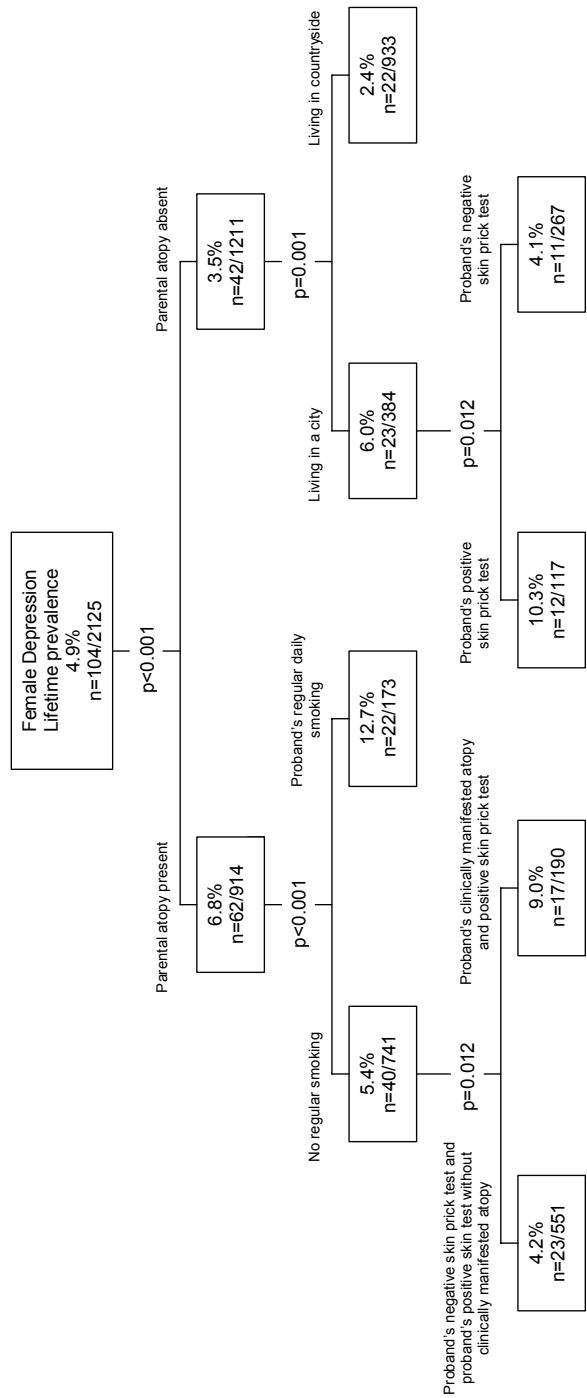 Female Depression
Lifetime prevalence
4.9%
n=104/2125
p<0.001
Parental atopy present
6.8%
n=62/914
Parental atopy absent
3.5%
n=42/1211
p<0.001
p=0.001
No regular smoking
5.4%
n=40/741
Proband's regular daily
smoking
12.7%
n=22/173
Living in a city
6.0%
n=23/384
Living in countryside
2.4%
n=22/933
p=0.012
p=0.012
Proband's negative skin prick test and
proband's positive skin test without
clinically manifested atopy
4.2%
n=23/551
Proband's clinically manifested atopy
and positive skin prick test
9.0%
n=17/190
Proband's positive
skin prick test
10.3%
n=12/117
Proband's negative
skin prick test
4.1%
n=11/267